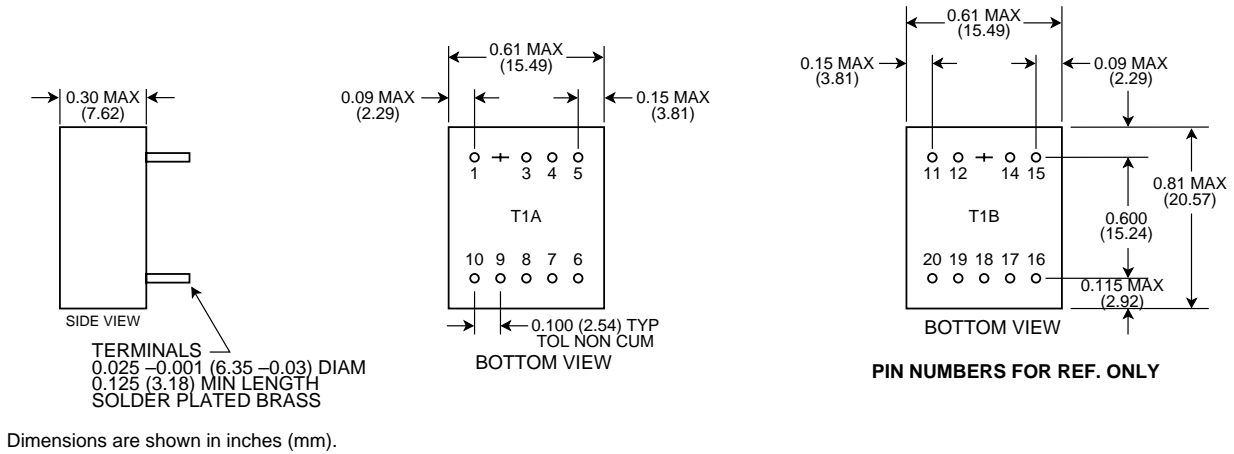 0.30 MAX
(7.62)
SIDE VIEW
TERMINALS
0.025 –0.001 (6.35 –0.03) DIAM
0.125 (3.18) MIN LENGTH
SOLDER PLATED BRASS
0.61 MAX
(15.49)
0.09 MAX
(2.29)
0.15 MAX
(3.81)
1 3 4 5
T1A
10 9 8 7 6
0.100 (2.54) TYP
TOL NON CUM
BOTTOM VIEW
0.61 MAX
(15.49)
0.15 MAX
(3.81)
0.09 MAX
(2.29)
11 12 14 15
T1B
20 19 18 17 16
0.81 MAX
(20.57)
0.600
(15.24)
0.115 MAX
(2.92)
BOTTOM VIEW
PIN NUMBERS FOR REF. ONLY
Dimensions are shown in inches (mm).